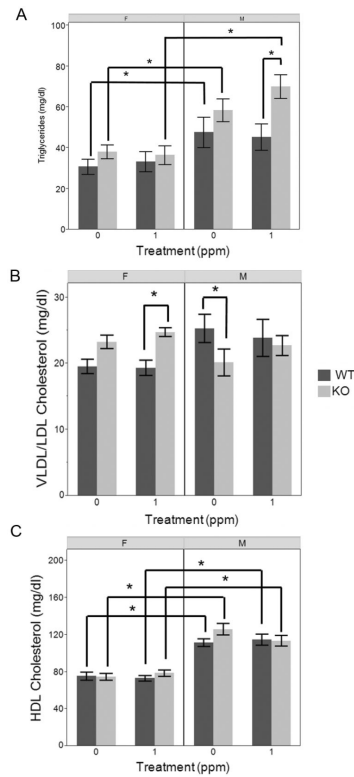 A
F M
* * * *
100
80
60
40
20
0
Triglycerides (mg/dl)
0 1 0 1
Treatment (ppm)
B
F M
* *
30
20
10
0
VLDL/LDL Cholesterol (mg/dl)
0 1 0 1
Treatment (ppm)
WT
KO
C
F M
* * * *
200
160
120
80
40
0
HDL Cholesterol (mg/dl)
0 1 0 1
Treatment (ppm)